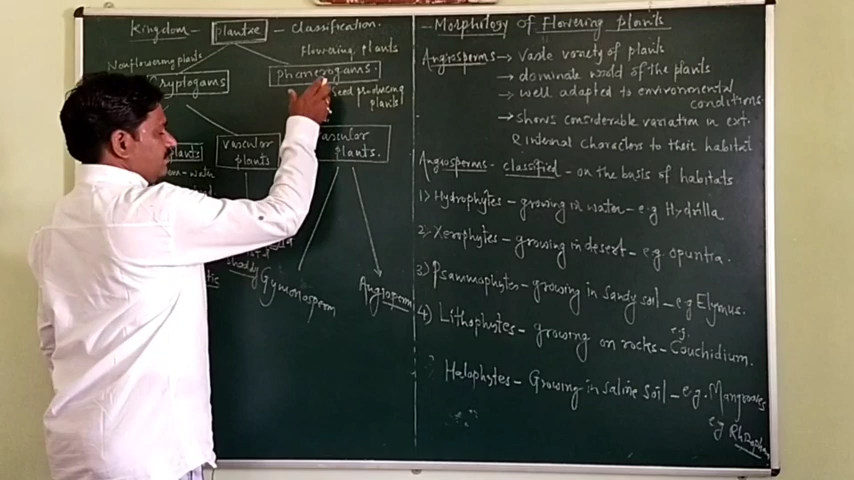 Kingdom - plantae - classification.
Nonflowering plants
Flowering plants
Cryptogams
phanerogams.
Seed producing
plants
vascular
plants
vascular
plants.
plants
water
shaddy
Gymonosperm
Angiosperm
- Morphology of Flowering plants
Angiosperms → Vaste variety of plants
→ dominate world of the plants
→ well adapted to environmental
conditions.
→ shows considerable variation in ext.
& internal characters to their habitat
Angiosperms - classified - on the basis of habitats
1) Hydrophytes - growing in water - e.g Hydrilla
2) Xerophytes - growing in desert - e.g opuntia.
3) Psammophytes - growing in sandy soil - e.g Elymus.
4) Lithophytes - growing on rocks - e.g. Couchidium.
Halophytes - Growing in saline soil - e.g. Mangroves
e.g